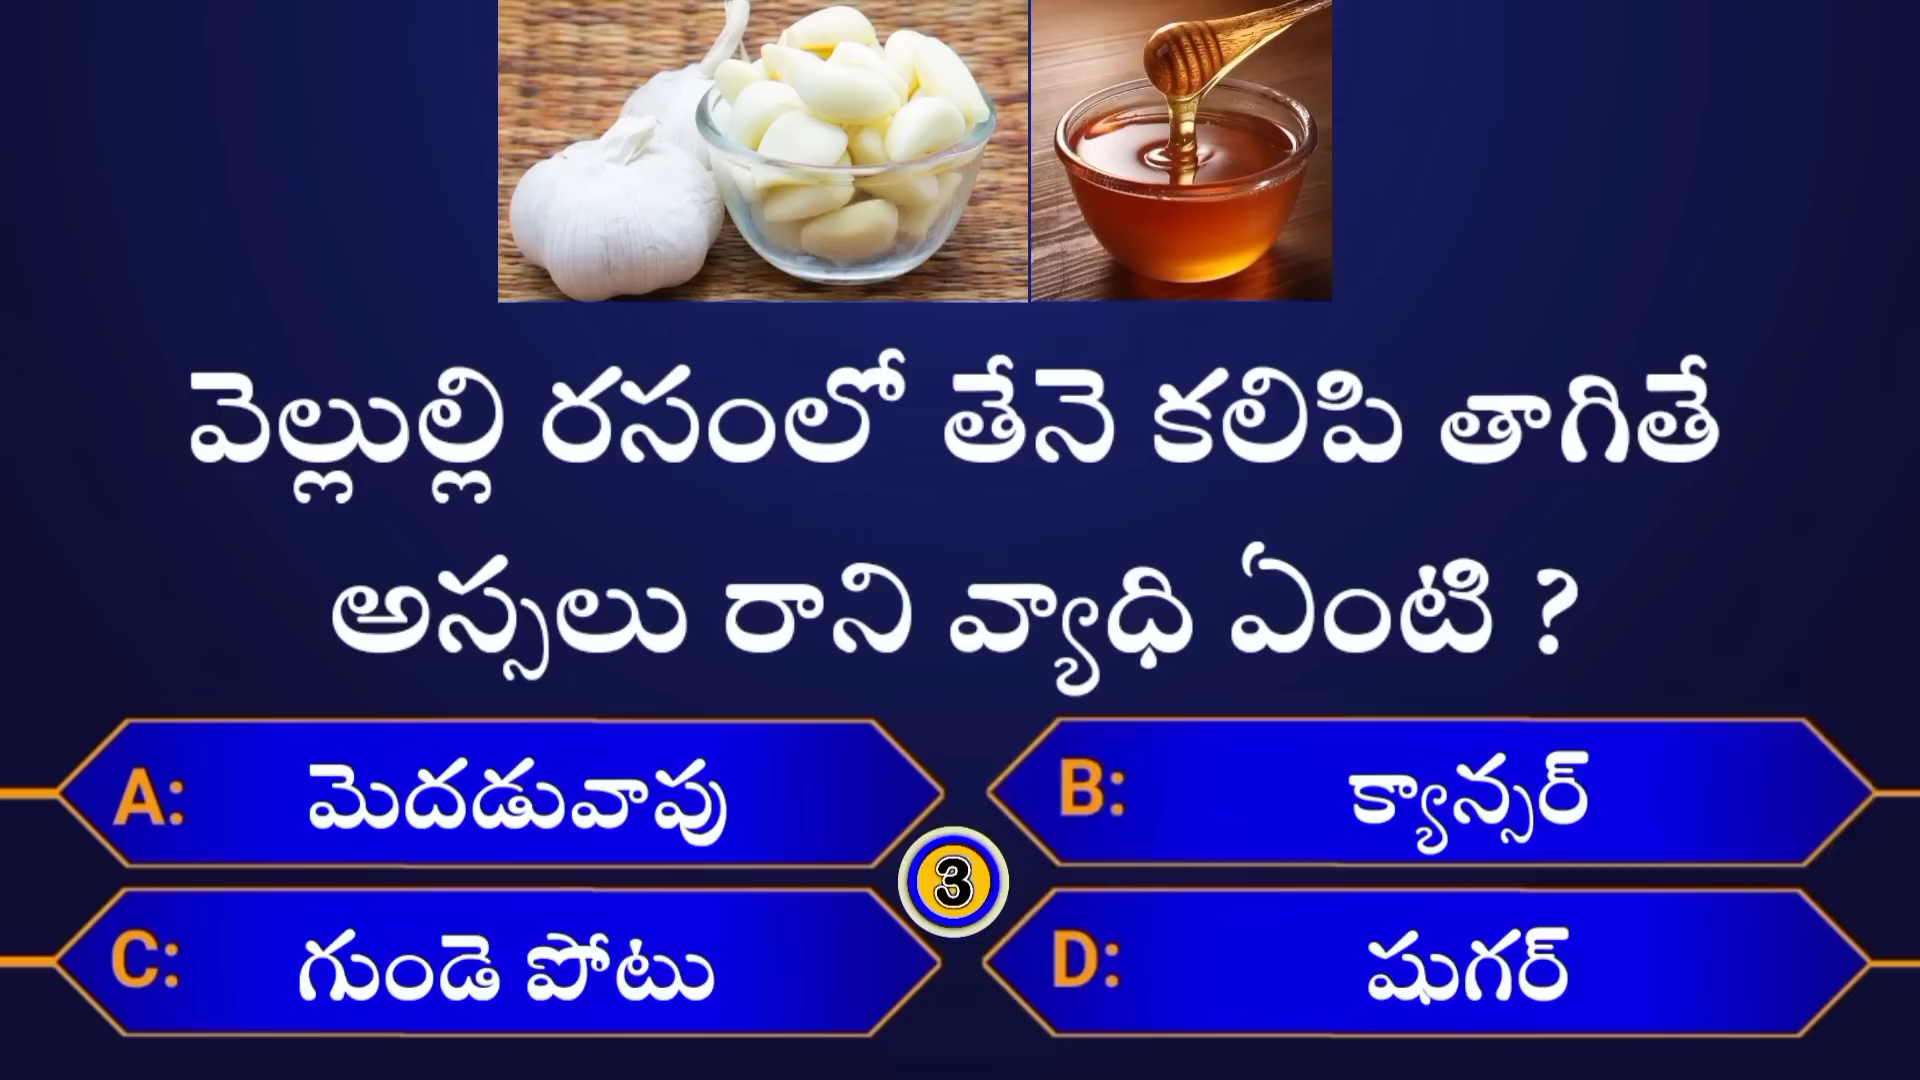 వెల్లుల్లి రసంలో తేనె కలిపి తాగితే
అస్సలు రాని వ్యాధి ఏంటి ?
A: మెదడువాపు
B: క్యాన్సర్
3
C: గుండె పోటు
D: షుగర్